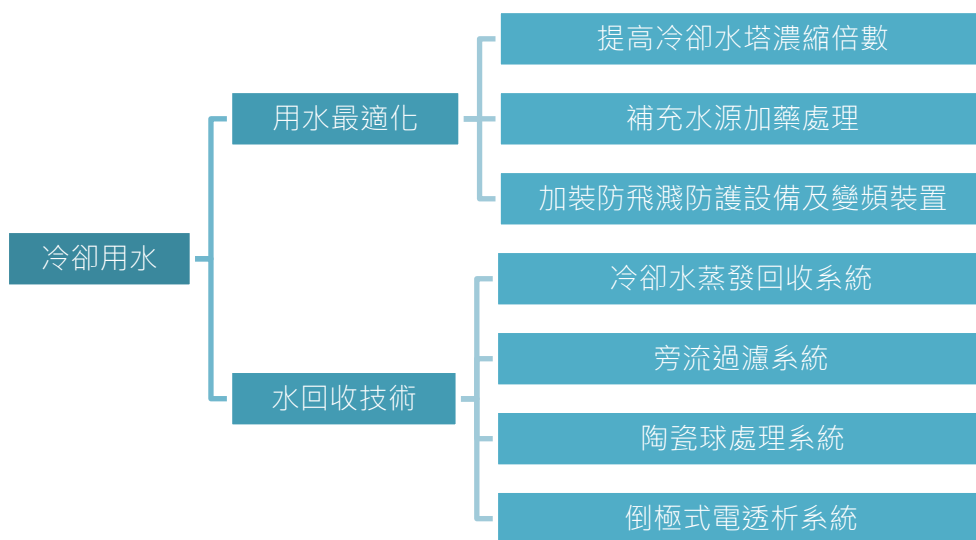 冷卻用水
用水最適化
提高冷卻水塔濃縮倍數
補充水源加藥處理
加裝防飛濺防護設備及變頻裝置
水回收技術
冷卻水蒸發回收系統
旁流過濾系統
陶瓷球處理系統
倒極式電透析系統